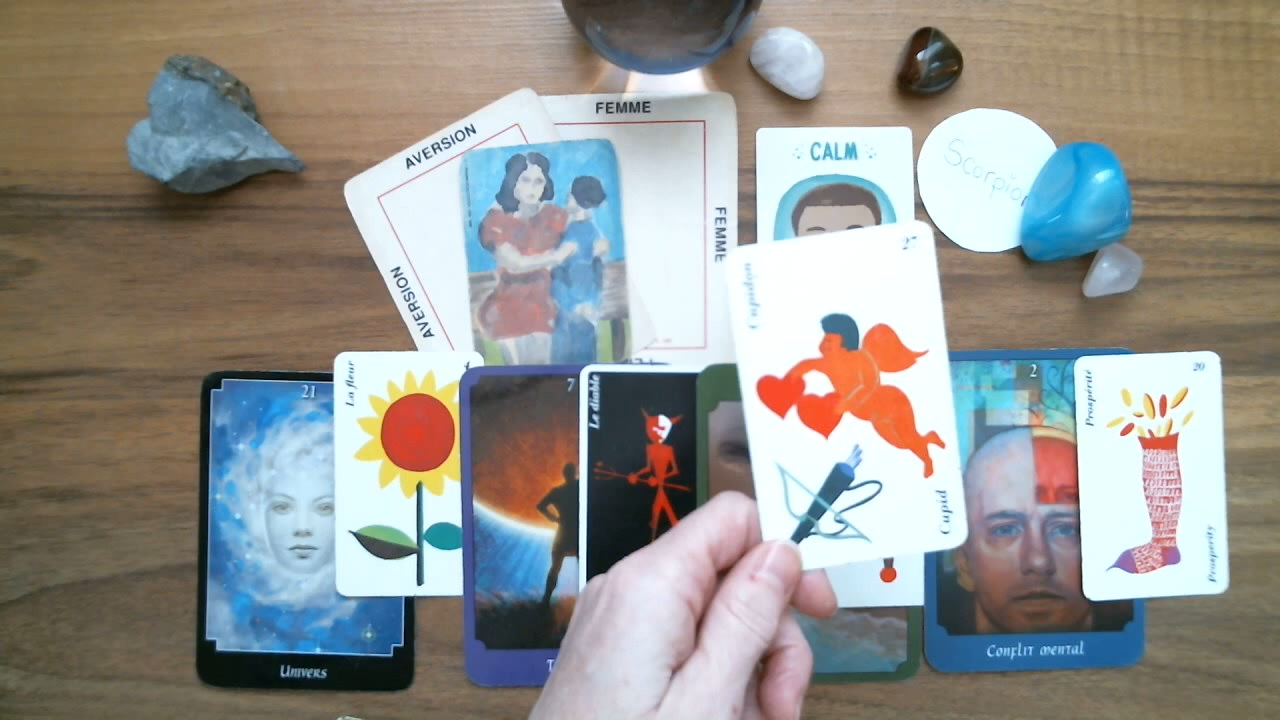 FEMME
AVERSION
CALM
Scorpion
FEMME
AVERSION
27
Cupidon
Cupid
21
Univers
La fleur
7
Le diable
2
Conflit mental
Prospérité
20
Prosperity